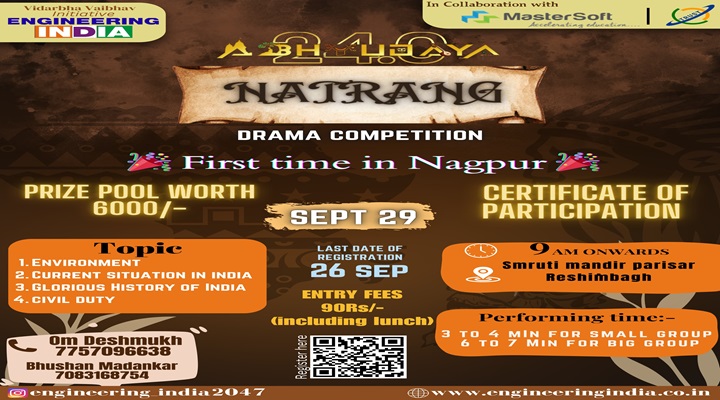 Vidarbha Vaibhav
Initiative
ENGINEERING
INDIA
In Collaboration with
MasterSoft
Accelerating education...
ABHYUDAYA
24.0
NATRANG
DRAMA COMPETITION
🎉 First time in Nagpur 🎉
PRIZE POOL WORTH
6000/-
SEPT 29
CERTIFICATE OF
PARTICIPATION
Topic
1. ENVIRONMENT
2. CURRENT SITUATION IN INDIA
3. GLORIOUS HISTORY OF INDIA
4. CIVIL DUTY
LAST DATE OF
REGISTRATION
26 SEP
ENTRY FEES
90Rs/-
(including lunch)
Register here
9 AM ONWARDS
Smruti mandir parisar
Reshimbagh
Performing time:-
3 TO 4 MIN FOR SMALL GROUP
6 TO 7 MIN FOR BIG GROUP
Om Deshmukh
7757096638
Bhushan Madankar
7083168754
engineering_india2047
www.engineeringindia.co.in